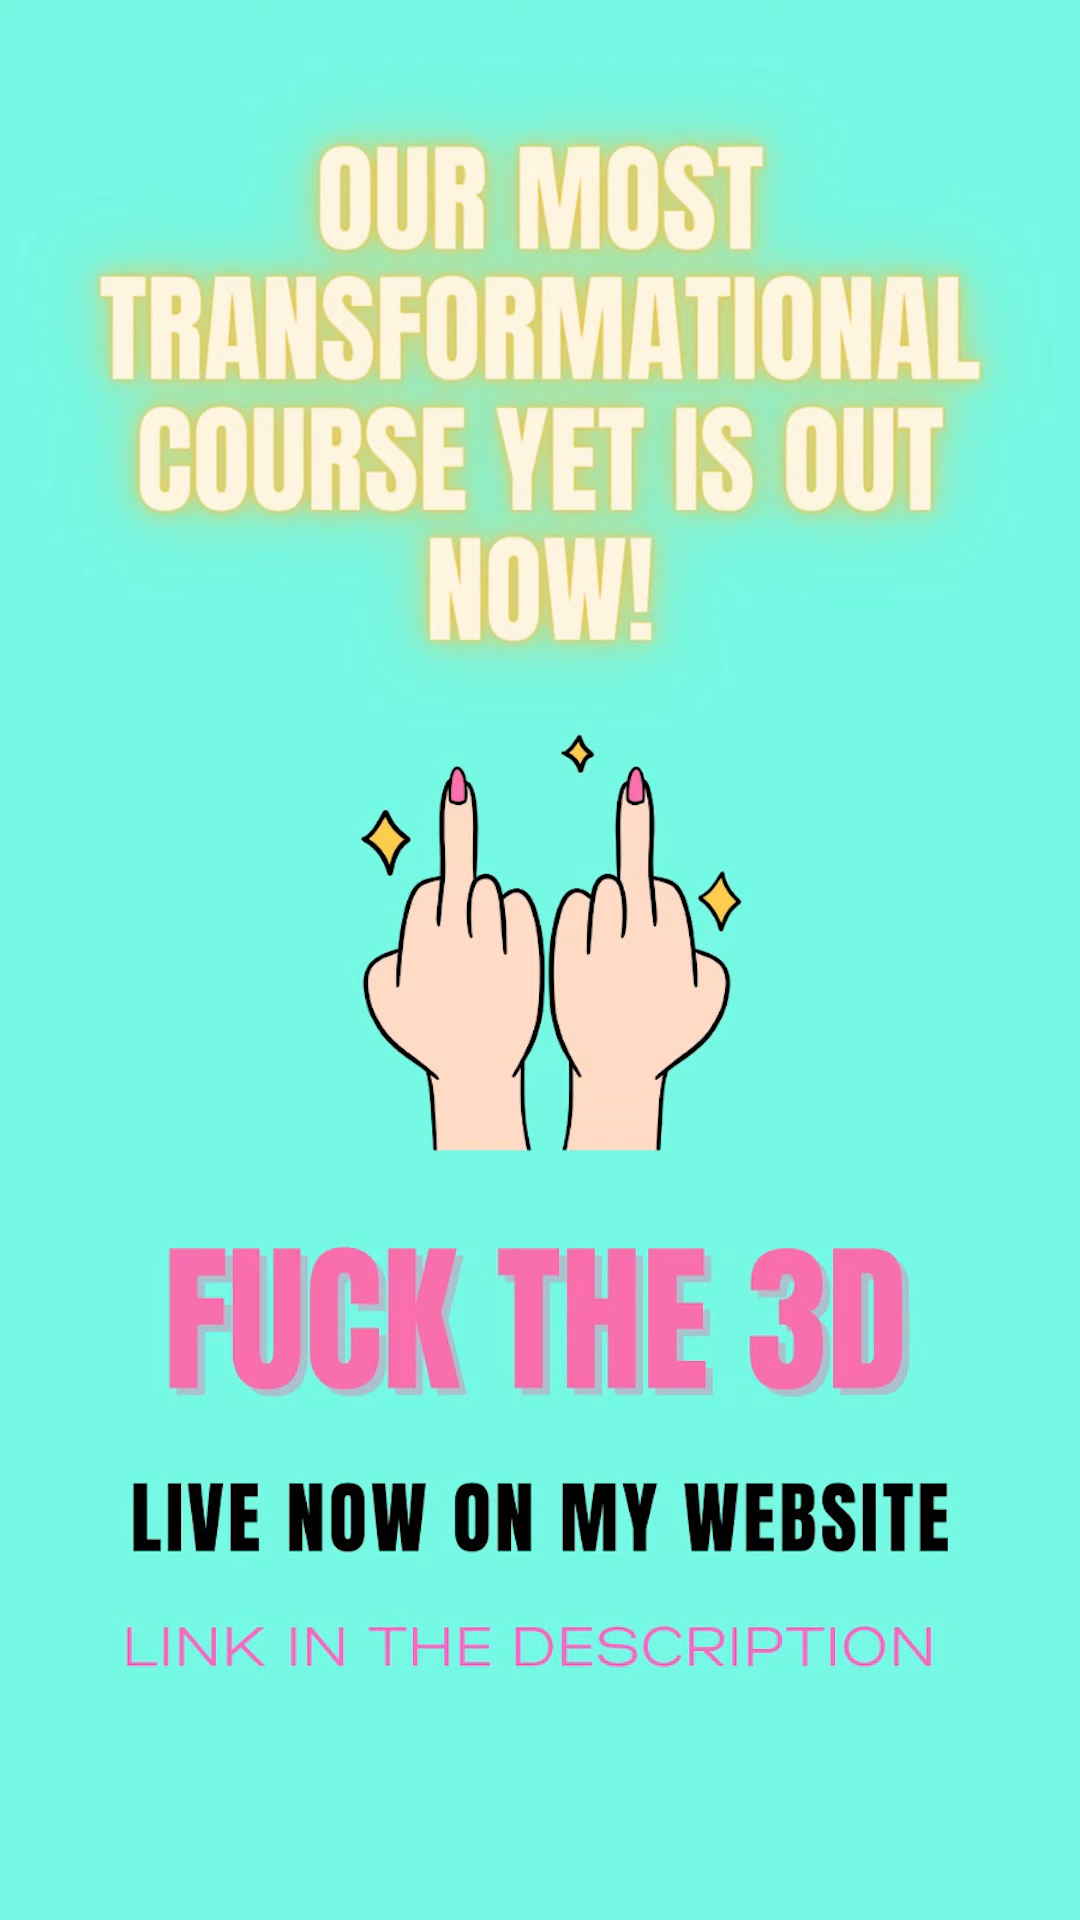 OUR MOST
TRANSFORMATIONAL
COURSE YET IS OUT
NOW!
FUCK THE 3D
LIVE NOW ON MY WEBSITE
LINK IN THE DESCRIPTION